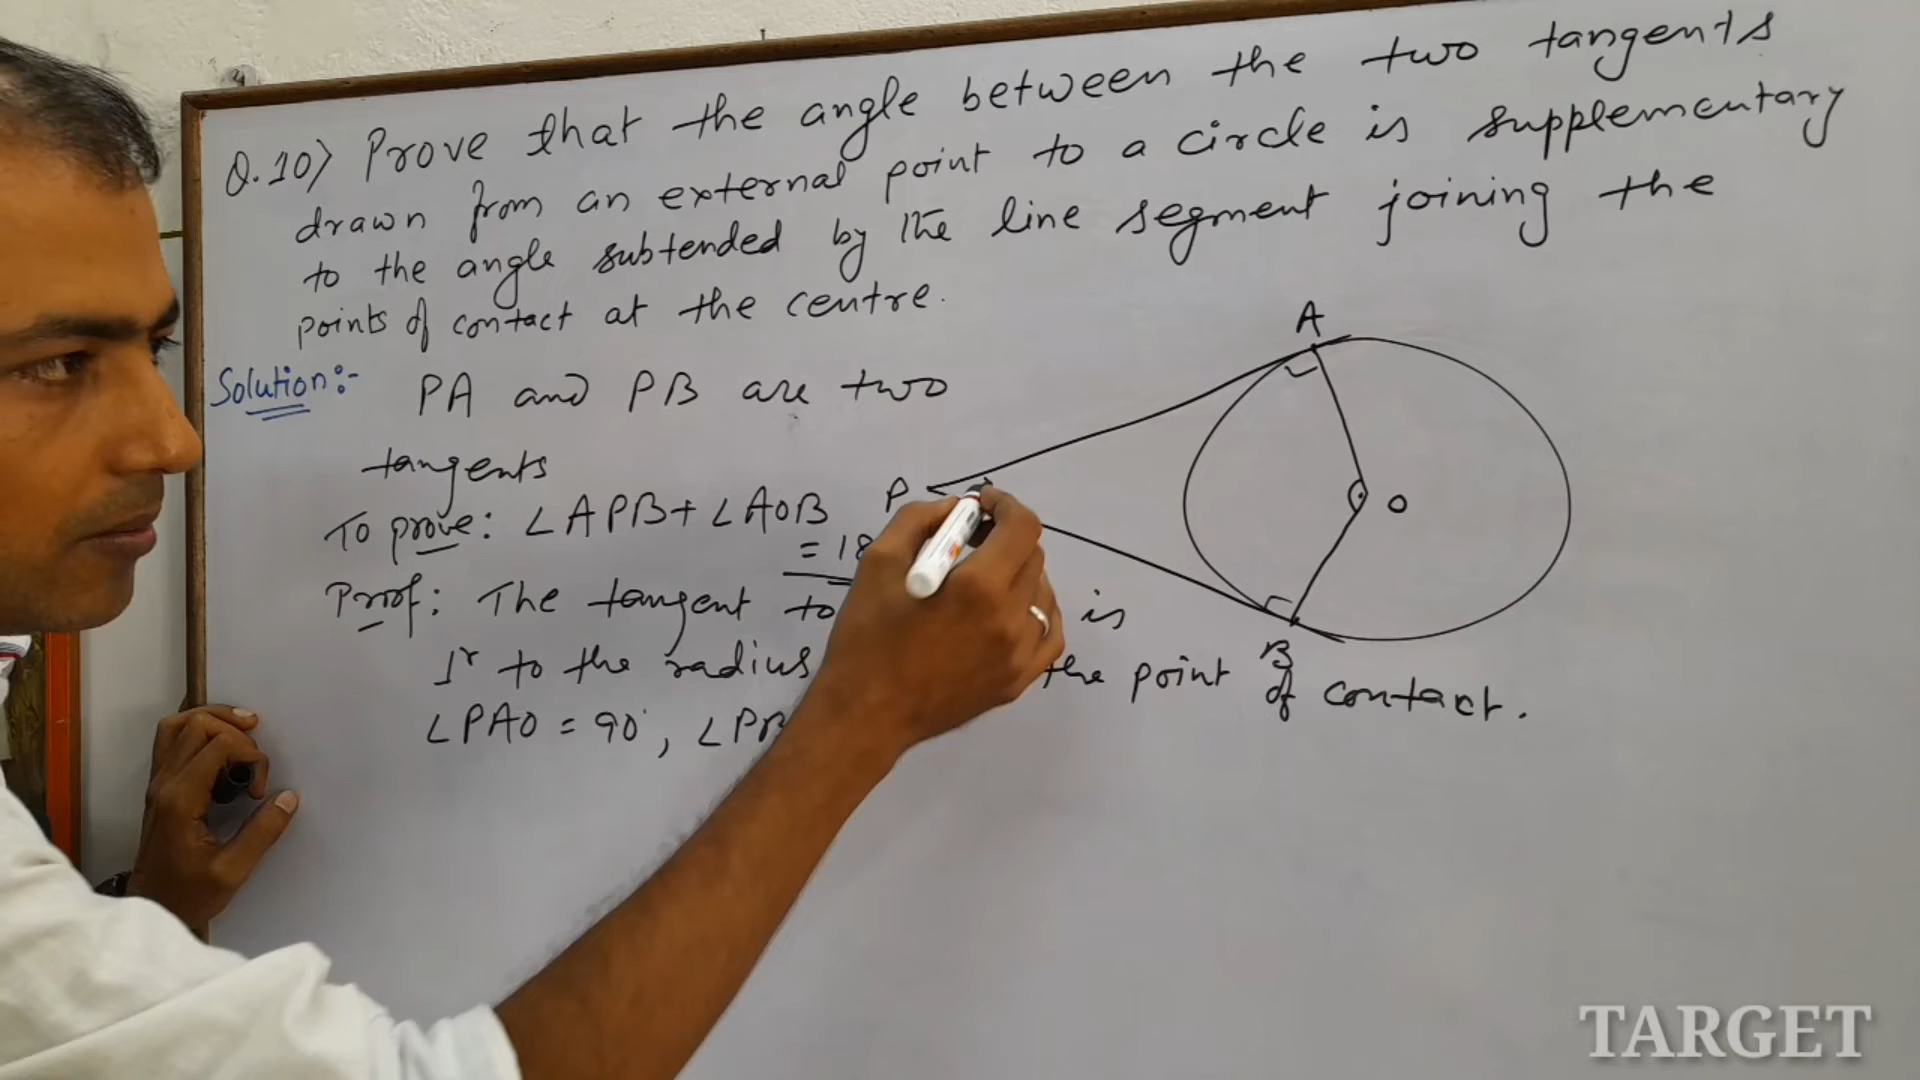 Q.10) Prove that the angle between the two tangents
drawn from an external point to a circle is supplementary
to the angle subtended by the line segment joining the
points of contact at the centre.
Solution:- PA and PB are two
tangents
To prove: ∠APB + ∠AOB
= 18
Proof: The tangent to is
⊥r to the radius the point of contact.
∠PAO = 90°, ∠PB
A
P
O
B
TARGET